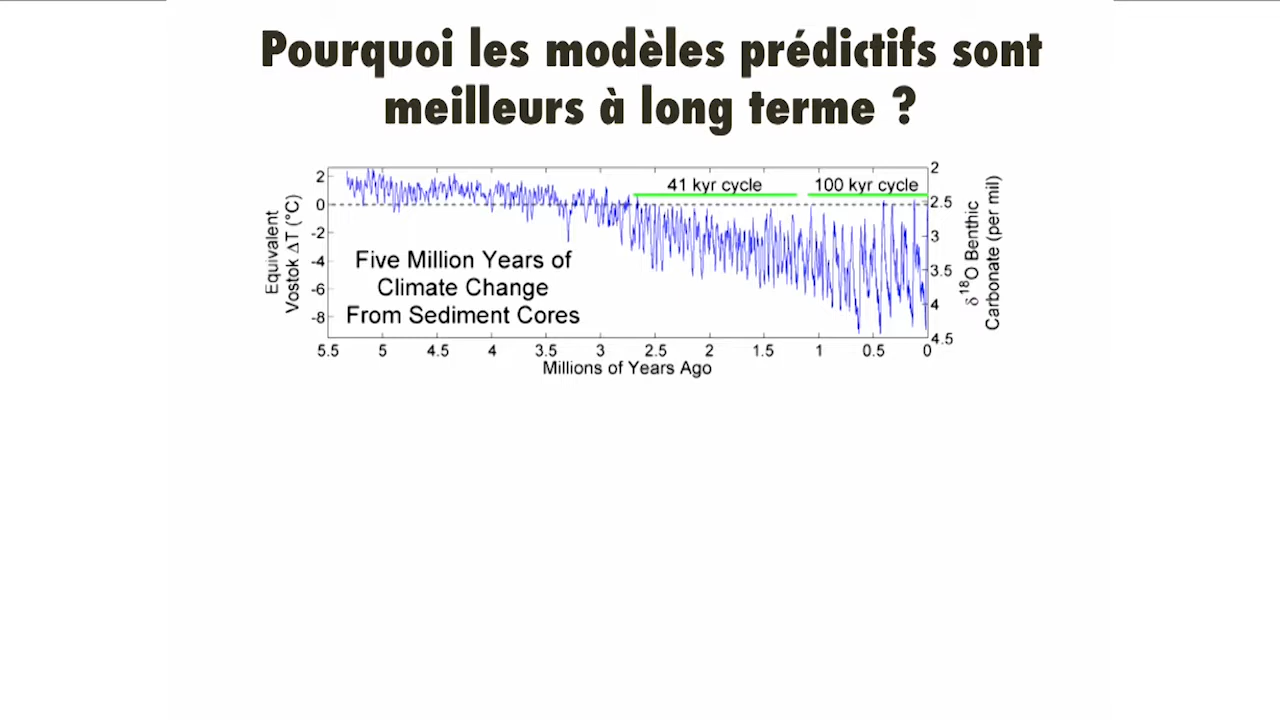 Pourquoi les modèles prédictifs sont
meilleurs à long terme ?
41 kyr cycle
100 kyr cycle
Five Million Years of
Climate Change
From Sediment Cores
Equivalent
Vostok ΔT (°C)
2
0
-2
-4
-6
-8
2
2.5
3
3.5
4
4.5
δ18O Benthic
Carbonate (per mil)
5.5 5 4.5 4 3.5 3 2.5 2 1.5 1 0.5 0
Millions of Years Ago